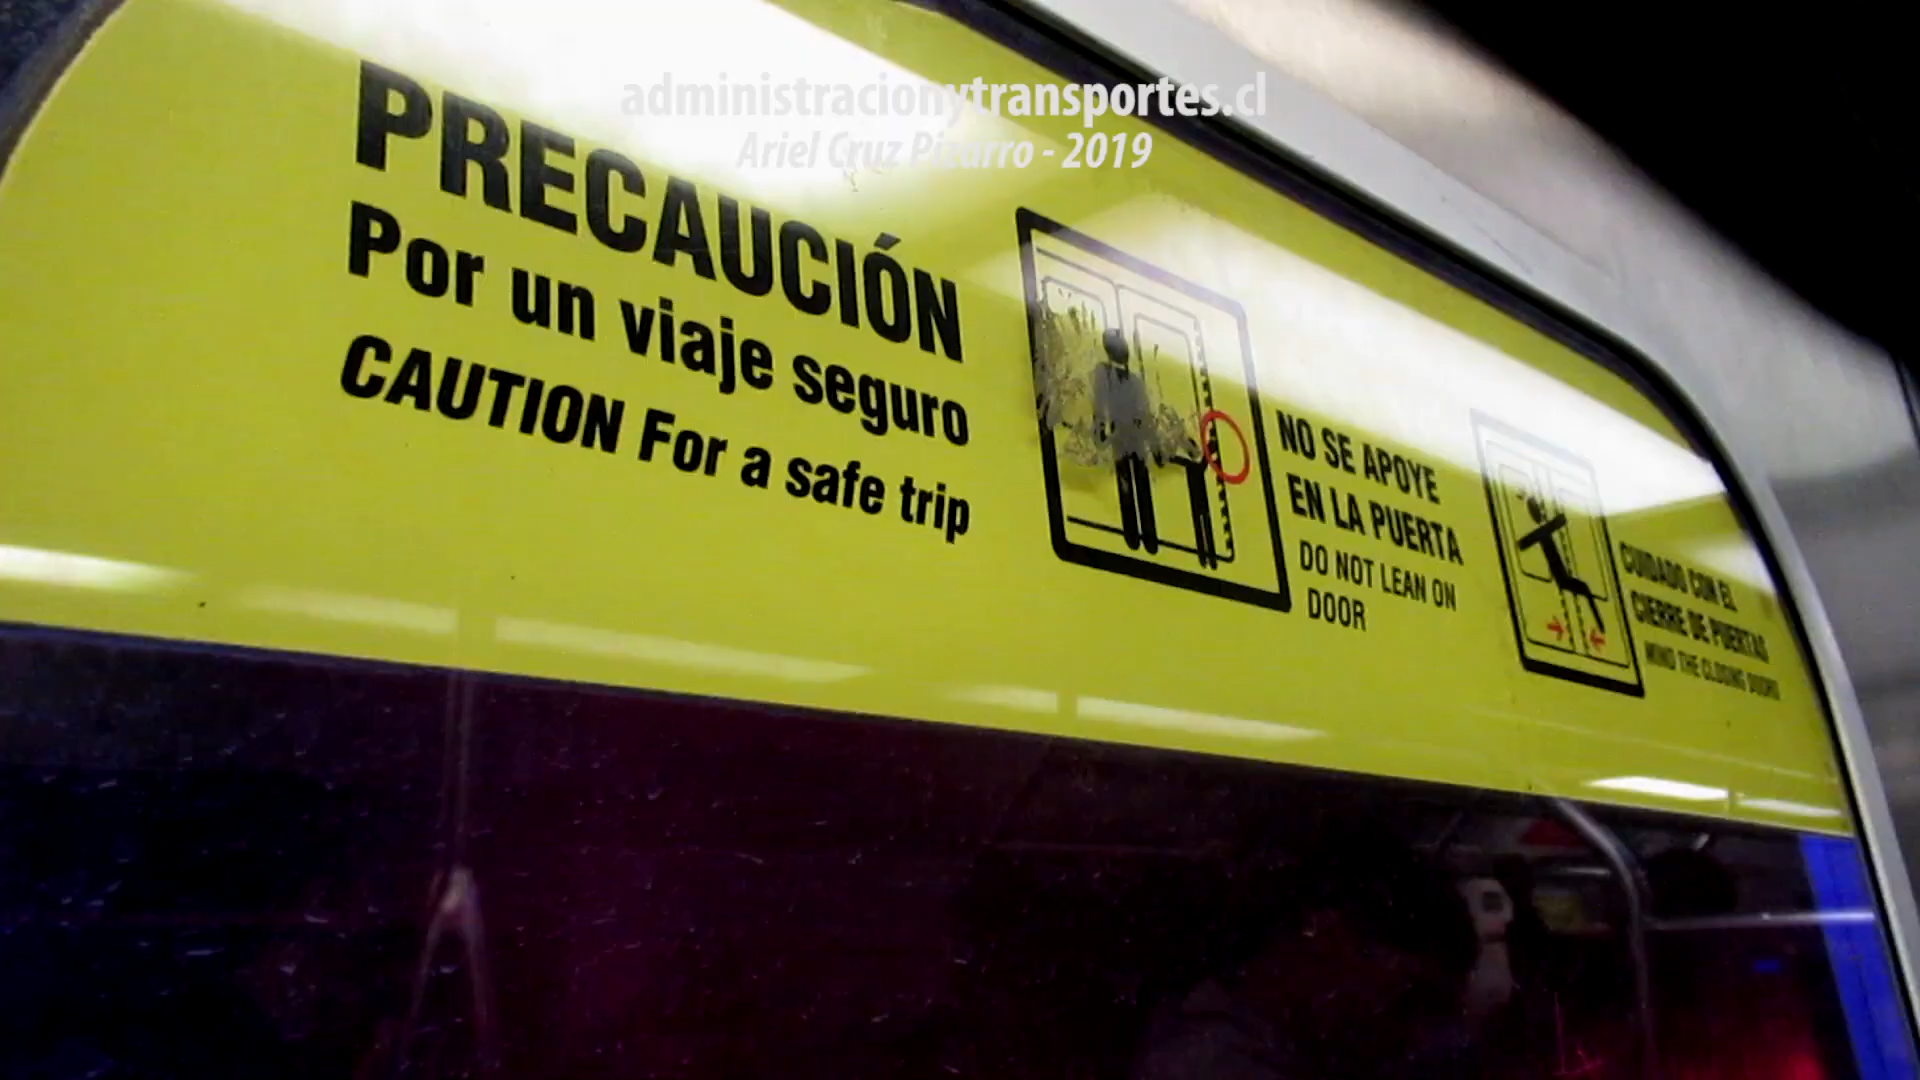 administracionytransportes.cl
Ariel Cruz Pizarro - 2019
PRECAUCIÓN
Por un viaje seguro
CAUTION For a safe trip
NO SE APOYE
EN LA PUERTA
DO NOT LEAN ON
DOOR
CUIDADO CON EL
CIERRE DE PUERTAS
MIND THE CLOSING DOORS